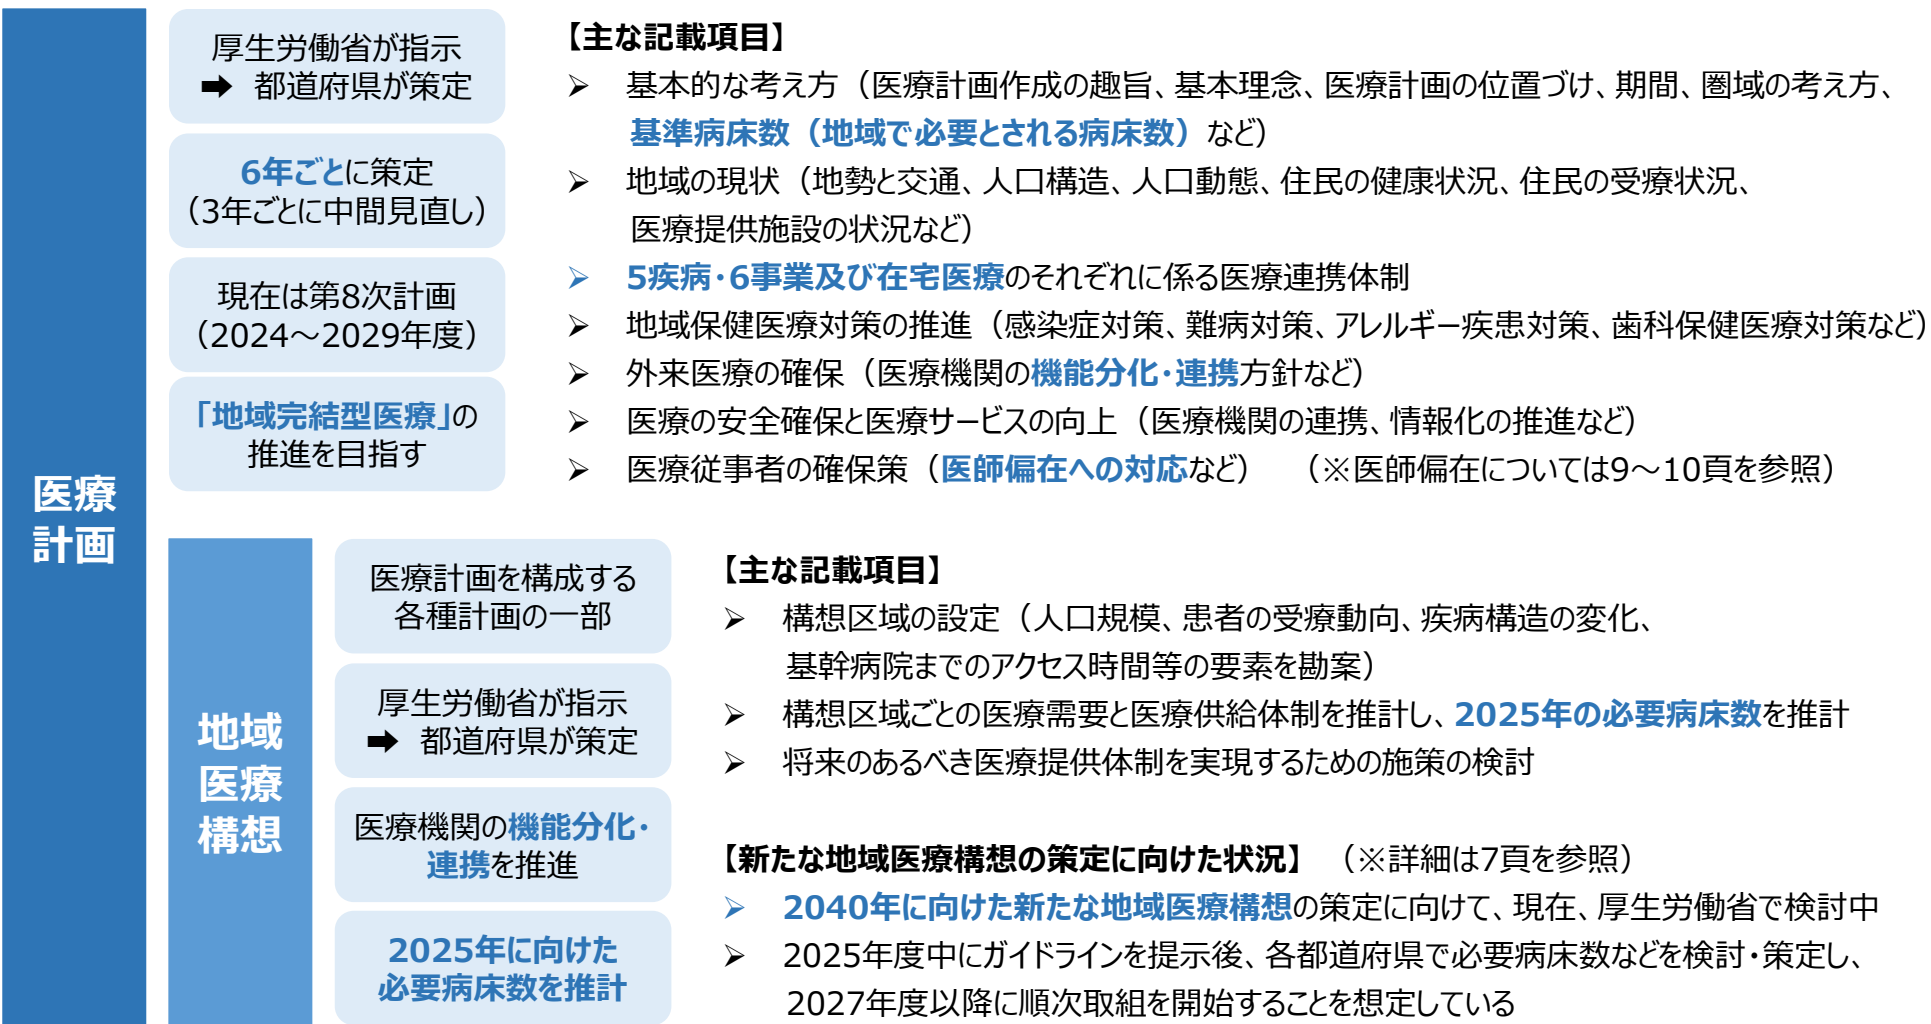 医療
計画
厚生労働省が指示
➡ 都道府県が策定
6年ごとに策定
（3年ごとに中間見直し）
現在は第8次計画
（2024～2029年度）
「地域完結型医療」の
推進を目指す
【主な記載項目】
➢ 基本的な考え方（医療計画作成の趣旨、基本理念、医療計画の位置づけ、期間、圏域の考え方、
基準病床数（地域で必要とされる病床数）など）
➢ 地域の現状（地勢と交通、人口構造、人口動態、住民の健康状況、住民の受療状況、
医療提供施設の状況など）
➢ 5疾病・6事業及び在宅医療のそれぞれに係る医療連携体制
➢ 地域保健医療対策の推進（感染症対策、難病対策、アレルギー疾患対策、歯科保健医療対策など）
➢ 外来医療の確保（医療機関の機能分化・連携方針など）
➢ 医療の安全確保と医療サービスの向上（医療機関の連携、情報化の推進など）
➢ 医療従事者の確保策（医師偏在への対応など） （※医師偏在については9～10頁を参照）
地域
医療
構想
医療計画を構成する
各種計画の一部
厚生労働省が指示
➡ 都道府県が策定
医療機関の機能分化・
連携を推進
2025年に向けた
必要病床数を推計
【主な記載項目】
➢ 構想区域の設定（人口規模、患者の受療動向、疾病構造の変化、
基幹病院までのアクセス時間等の要素を勘案）
➢ 構想区域ごとの医療需要と医療供給体制を推計し、2025年の必要病床数を推計
➢ 将来のあるべき医療提供体制を実現するための施策の検討
【新たな地域医療構想の策定に向けた状況】 （※詳細は7頁を参照）
➢ 2040年に向けた新たな地域医療構想の策定に向けて、現在、厚生労働省で検討中
➢ 2025年度中にガイドラインを提示後、各都道府県で必要病床数などを検討・策定し、
2027年度以降に順次取組を開始することを想定している